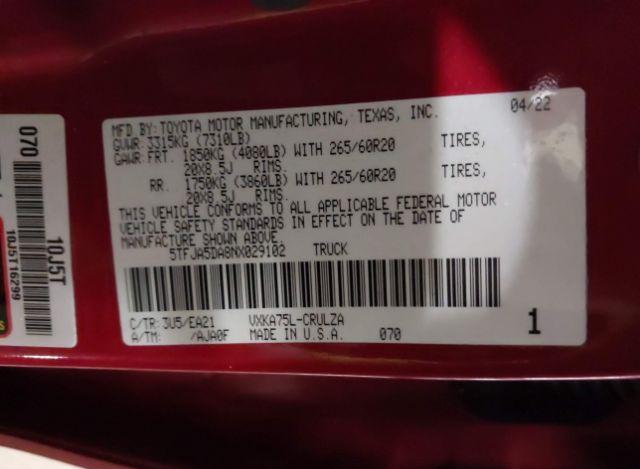 MFD BY:TOYOTA MOTOR MANUFACTURING, TEXAS, INC. 04/22
GVWR: 3315KG (7310LB)
GAWR: FRT. 1850KG (4080LB) WITH 265/60R20 TIRES,
20X8.5J RIMS.
RR. 1750KG (3860LB) WITH 265/60R20 TIRES,
20X8.5J RIMS.
THIS VEHICLE CONFORMS TO ALL APPLICABLE FEDERAL MOTOR
VEHICLE SAFETY STANDARDS IN EFFECT ON THE DATE OF
MANUFACTURE SHOWN ABOVE.
5TFJA5DA8NX029102 TRUCK
C/TR: 3U5/EA21 VXKA75L-CRULZA
A/TM: /AJA0F MADE IN U.S.A. 070
1
070
10J5T
10J5T16299